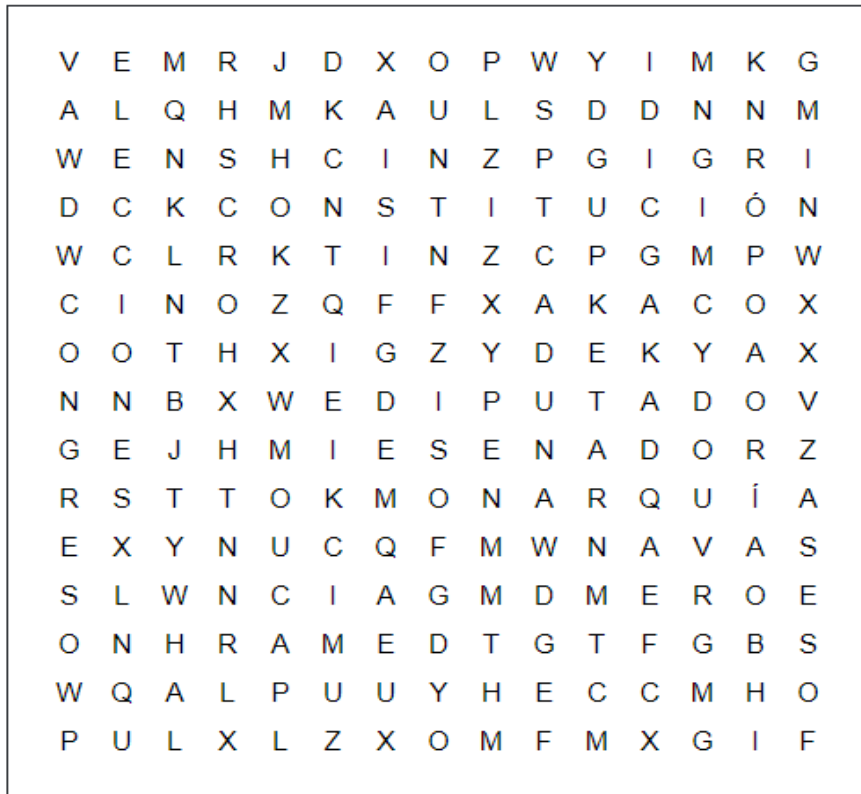 V E M R J D X O P W Y I M K G
A L Q H M K A U L S D D N N M
W E N S H C I N Z P G I G R I
D C K C O N S T I T U C I Ó N
W C L R K T I N Z C P G M P W
C I N O Z Q F F X A K A C O X
O O T H X I G Z Y D E K Y A X
N N B X W E D I P U T A D O V
G E J H M I E S E N A D O R Z
R S T T O K M O N A R Q U Í A
E X Y N U C Q F M W N A V A S
S L W N C I A G M D M E R O E
O N H R A M E D T G T F G B S
W Q A L P U U Y H E C C M H O
P U L X L Z X O M F M X G I F